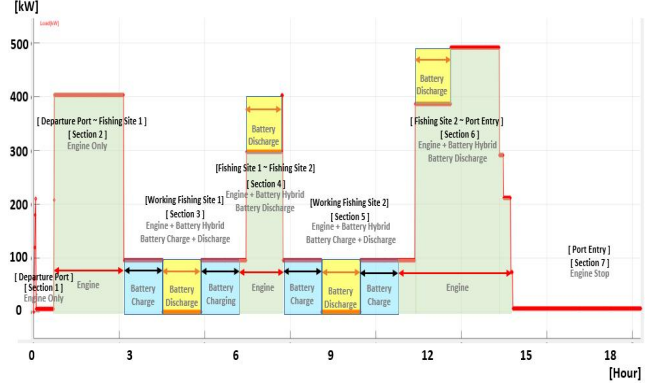 [kW]
Load[kW]
500
400
300
200
100
0
[ Departure Port ~ Fishing Site 1 ]
[ Section 2 ]
Engine Only
Battery
Discharge
[Fishing Site 1 ~ Fishing Site 2]
[ Section 4 ]
Engine + Battery Hybrid
Battery Discharge
Battery
Discharge
[Fishing Site 2 ~ Port Entry ]
[ Section 6 ]
Engine + Battery Hybrid
Battery Discharge
[Working Fishing Site 1]
[ Section 3 ]
Engine + Battery Hybrid
Battery Charge + Discharge
[Working Fishing Site 2]
[ Section 5 ]
Engine + Battery Hybrid
Battery Charge + Discharge
[ Port Entry ]
[ Section 7 ]
Engine Stop
[ Departure Port ]
[ Section 1 ]
Engine Only
Engine
Battery
Charge
Battery
Discharge
Battery
Charging
Engine
Battery
Charge
Battery
Discharge
Battery
Charge
Engine
0 3 6 9 12 15 18
[Hour]